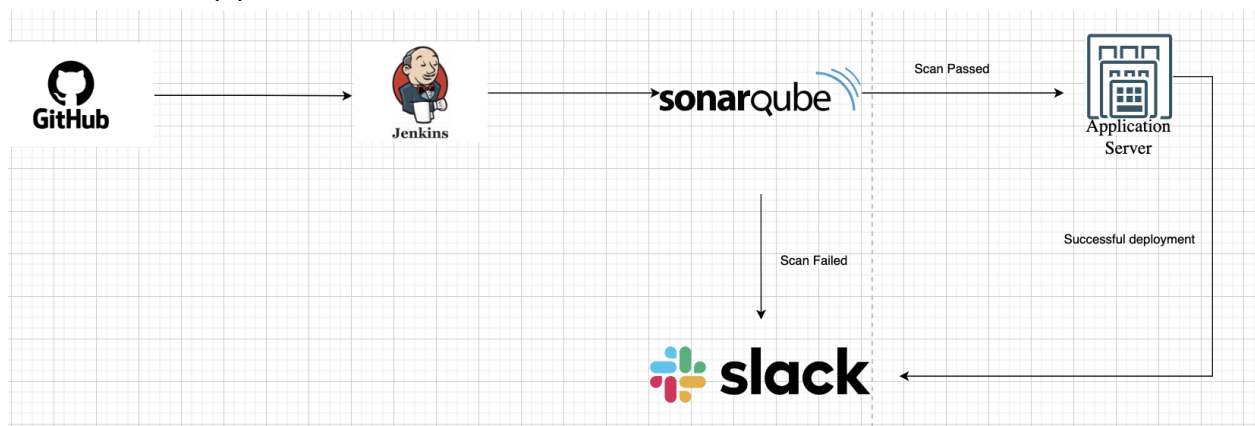 GitHub
Jenkins
sonarqube
Scan Passed
Application
Server
Successful deployment
Scan Failed
slack